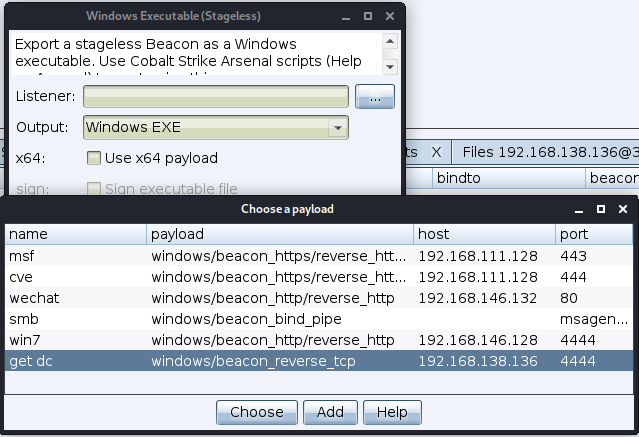 Windows Executable (Stageless)
Export a stageless Beacon as a Windows
executable. Use Cobalt Strike Arsenal scripts (Help
Listener:
...
Output: Windows EXE
x64: Use x64 payload
sign: Sign executable file
ts X Files 192.168.138.136@3
bindto beacon
Choose a payload
name payload host port
msf windows/beacon_https/reverse_htt... 192.168.111.128 443
cve windows/beacon_https/reverse_htt... 192.168.111.128 444
wechat windows/beacon_http/reverse_http 192.168.146.132 80
smb windows/beacon_bind_pipe msagen...
win7 windows/beacon_http/reverse_http 192.168.146.128 4444
get dc windows/beacon_reverse_tcp 192.168.138.136 4444
Choose Add Help